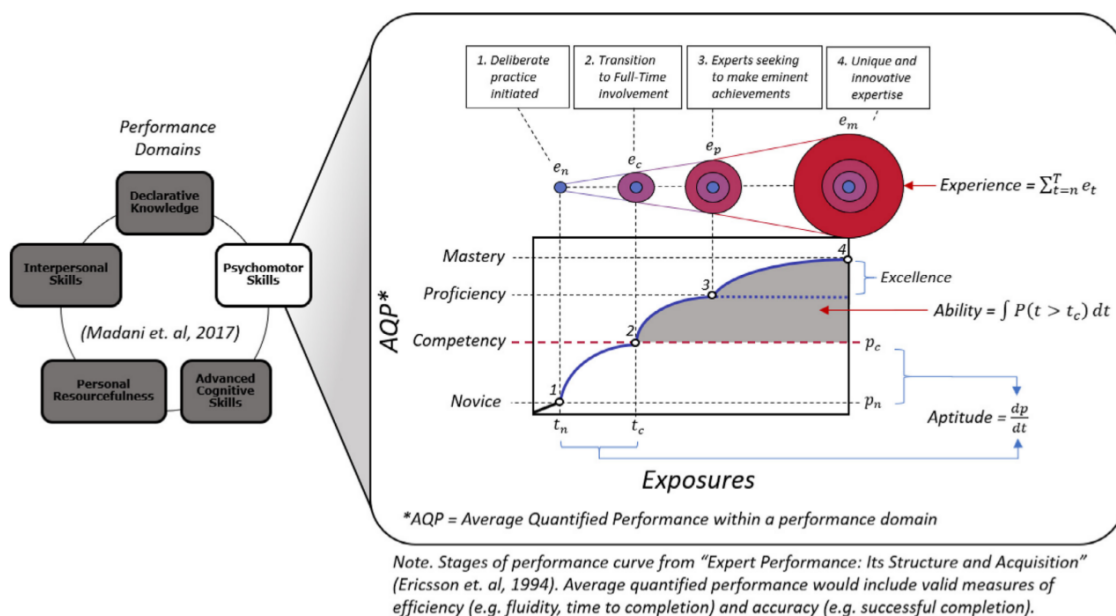 Performance
Domains
Declarative
Knowledge
Interpersonal
Skills
Psychomotor
Skills
(Madani et. al, 2017)
Personal
Resourcefulness
Advanced
Cognitive
Skills
1. Deliberate
practice
initiated
2. Transition
to Full-Time
involvement
3. Experts seeking
to make eminent
achievements
4. Unique and
innovative
expertise
e_n
e_c
e_p
e_m
Experience = ∑_{t=n}^{T} e_t
AQP*
Mastery
Proficiency
Competency
Novice
1
2
3
4
Excellence
Ability = ∫ P(t > t_c) dt
p_c
p_n
Aptitude = dp/dt
t_n
t_c
Exposures
*AQP = Average Quantified Performance within a performance domain
Note. Stages of performance curve from “Expert Performance: Its Structure and Acquisition”
(Ericsson et. al, 1994). Average quantified performance would include valid measures of
efficiency (e.g. fluidity, time to completion) and accuracy (e.g. successful completion).